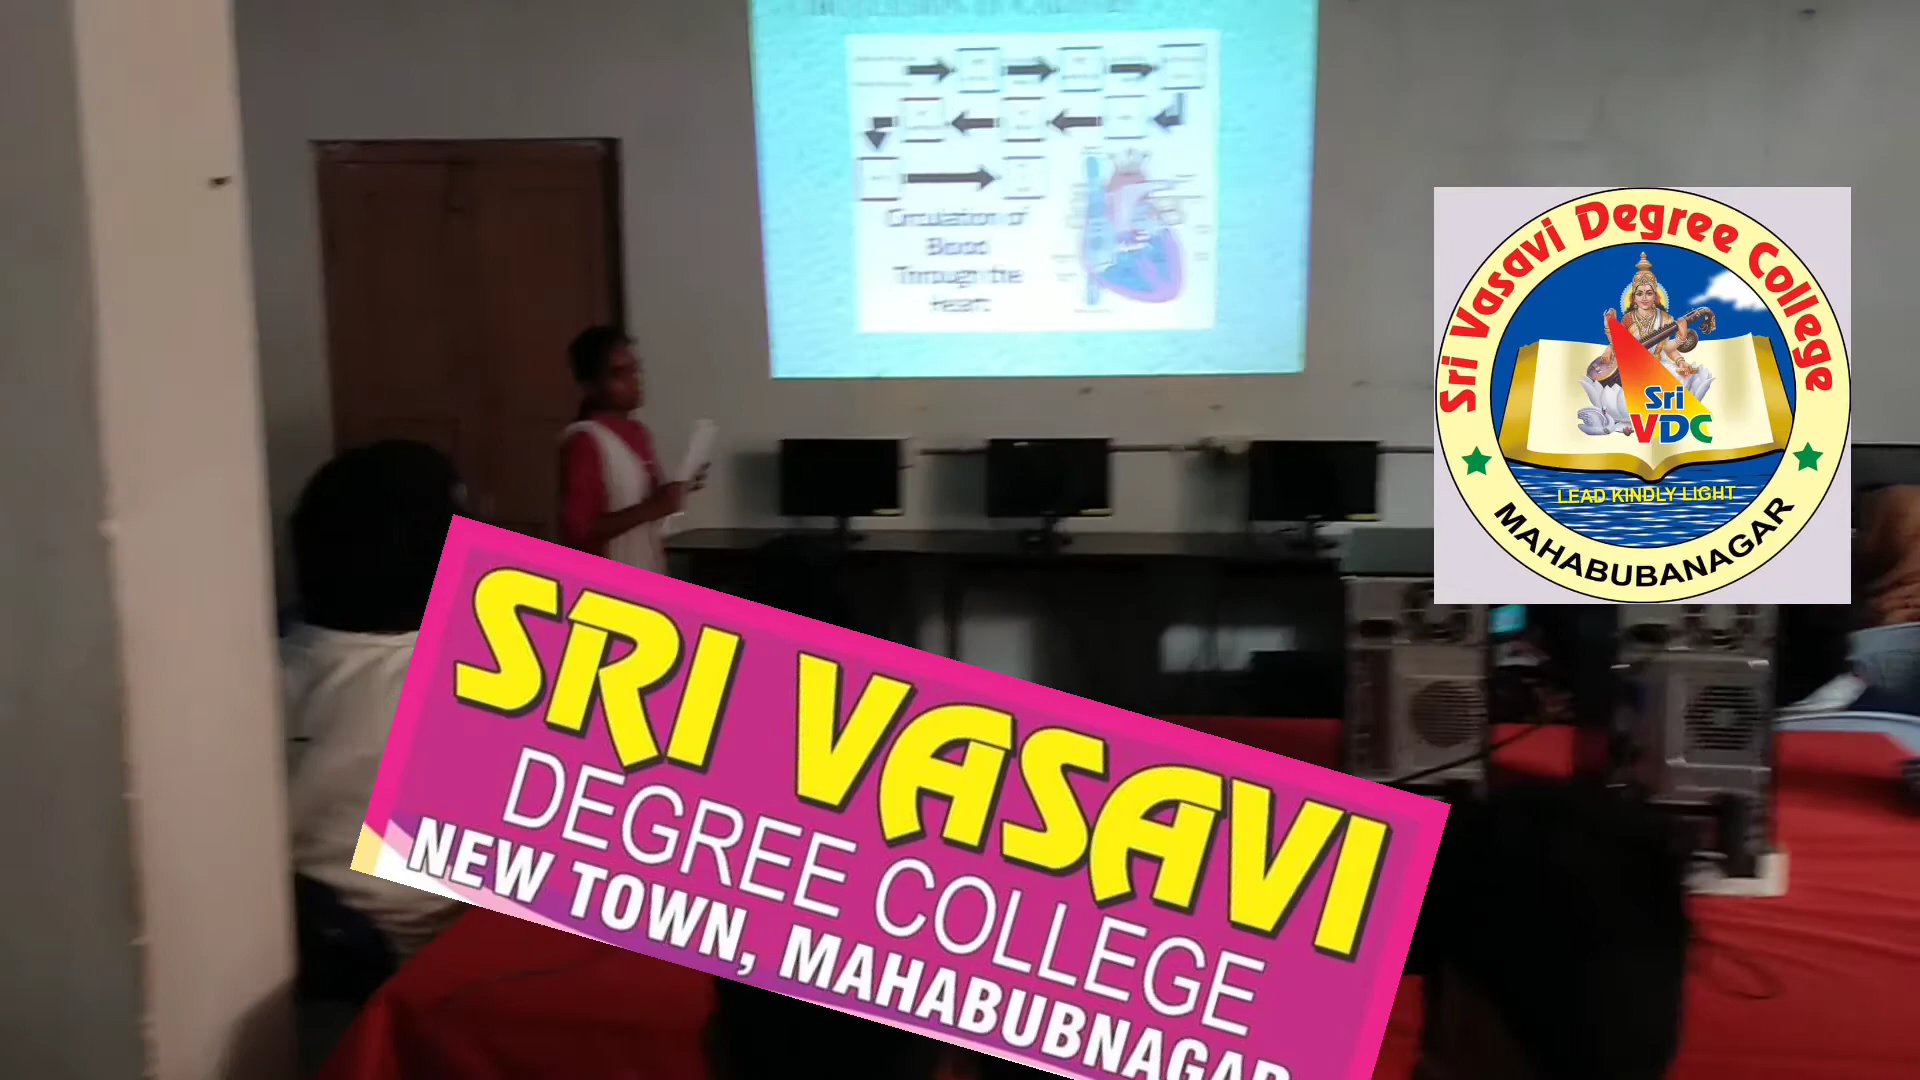 Circulation of
Blood
Through the
Heart
Sri Vasavi Degree College
Sri
VDC
LEAD KINDLY LIGHT
MAHABUBANAGAR
SRI VASAVI
DEGREE COLLEGE
NEW TOWN, MAHABUBNAGAR